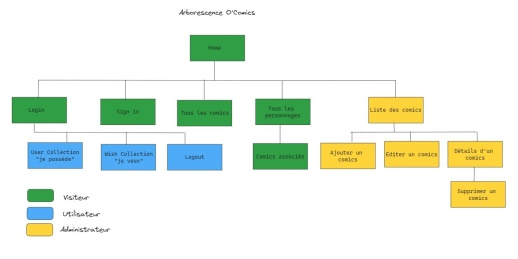 Arborescence O'Comics
Home
Login
Sign in
Tous les comics
Tous les
personnages
Liste des comics
User Collection
"je possède"
Wish Collection
"je veux"
Logout
Comics associés
Ajouter un
comics
Editer un comics
Détails d'un
comics
Supprimer un
comics
Visiteur
Utilisateur
Administrateur